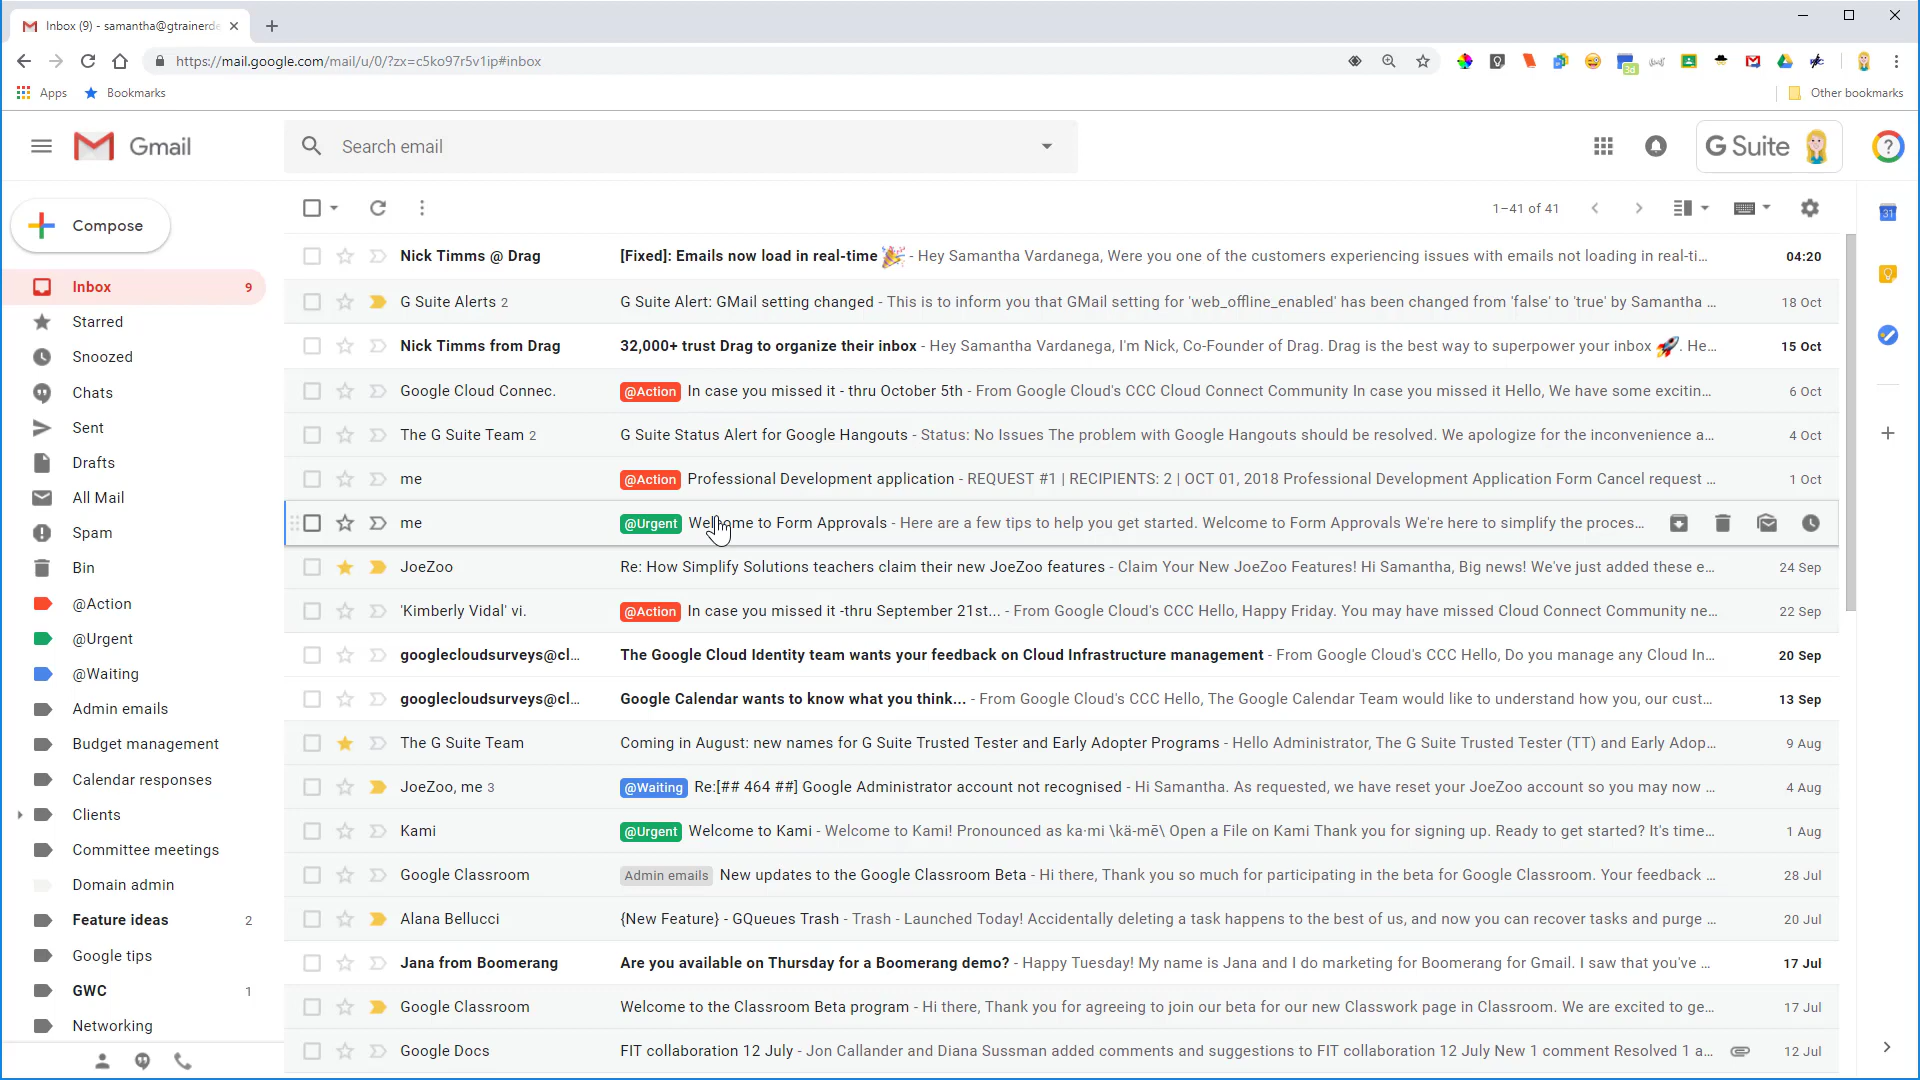 Inbox (9) - samantha@gtrainerde
https://mail.google.com/mail/u/0/?zx=c5ko97r5v1ip#inbox
3d
Apps Bookmarks Other bookmarks
Gmail
Search email
G Suite
?
Compose
1–41 of 41
31
Inbox 9
Starred
Snoozed
Chats
Sent
Drafts
All Mail
Spam
Bin
@Action
@Urgent
@Waiting
Admin emails
Budget management
Calendar responses
Clients
Committee meetings
Domain admin
Feature ideas 2
Google tips
GWC 1
Networking
Nick Timms @ Drag [Fixed]: Emails now load in real-time - Hey Samantha Vardanega, Were you one of the customers experiencing issues with emails not loading in real-ti... 04:20
G Suite Alerts 2 G Suite Alert: GMail setting changed - This is to inform you that GMail setting for 'web_offline_enabled' has been changed from 'false' to 'true' by Samantha ... 18 Oct
Nick Timms from Drag 32,000+ trust Drag to organize their inbox - Hey Samantha Vardanega, I'm Nick, Co-Founder of Drag. Drag is the best way to superpower your inbox . He... 15 Oct
Google Cloud Connec. @Action In case you missed it - thru October 5th - From Google Cloud's CCC Cloud Connect Community In case you missed it Hello, We have some excitin... 6 Oct
The G Suite Team 2 G Suite Status Alert for Google Hangouts - Status: No Issues The problem with Google Hangouts should be resolved. We apologize for the inconvenience a... 4 Oct
me @Action Professional Development application - REQUEST #1 | RECIPIENTS: 2 | OCT 01, 2018 Professional Development Application Form Cancel request ... 1 Oct
me @Urgent Welcome to Form Approvals - Here are a few tips to help you get started. Welcome to Form Approvals We're here to simplify the proces...
JoeZoo Re: How Simplify Solutions teachers claim their new JoeZoo features - Claim Your New JoeZoo Features! Hi Samantha, Big news! We've just added these e... 24 Sep
'Kimberly Vidal' vi. @Action In case you missed it -thru September 21st... - From Google Cloud's CCC Hello, Happy Friday. You may have missed Cloud Connect Community ne... 22 Sep
googlecloudsurveys@cl... The Google Cloud Identity team wants your feedback on Cloud Infrastructure management - From Google Cloud's CCC Hello, Do you manage any Cloud In... 20 Sep
googlecloudsurveys@cl... Google Calendar wants to know what you think... - From Google Cloud's CCC Hello, The Google Calendar Team would like to understand how you, our cust... 13 Sep
The G Suite Team Coming in August: new names for G Suite Trusted Tester and Early Adopter Programs - Hello Administrator, The G Suite Trusted Tester (TT) and Early Adop... 9 Aug
JoeZoo, me 3 @Waiting Re:[## 464 ##] Google Administrator account not recognised - Hi Samantha. As requested, we have reset your JoeZoo account so you may now ... 4 Aug
Kami @Urgent Welcome to Kami - Welcome to Kami! Pronounced as ka·mi \kä-mē\ Open a File on Kami Thank you for signing up. Ready to get started? It's time... 1 Aug
Google Classroom Admin emails New updates to the Google Classroom Beta - Hi there, Thank you so much for participating in the beta for Google Classroom. Your feedback ... 28 Jul
Alana Bellucci {New Feature} - GQueues Trash - Trash - Launched Today! Accidentally deleting a task happens to the best of us, and now you can recover tasks and purge ... 20 Jul
Jana from Boomerang Are you available on Thursday for a Boomerang demo? - Happy Tuesday! My name is Jana and I do marketing for Boomerang for Gmail. I saw that you've ... 17 Jul
Google Classroom Welcome to the Classroom Beta program - Hi there, Thank you for agreeing to join our beta for our new Classwork page in Classroom. We are excited to ge... 17 Jul
Google Docs FIT collaboration 12 July - Jon Callander and Diana Sussman added comments and suggestions to FIT collaboration 12 July New 1 comment Resolved 1 a... 12 Jul